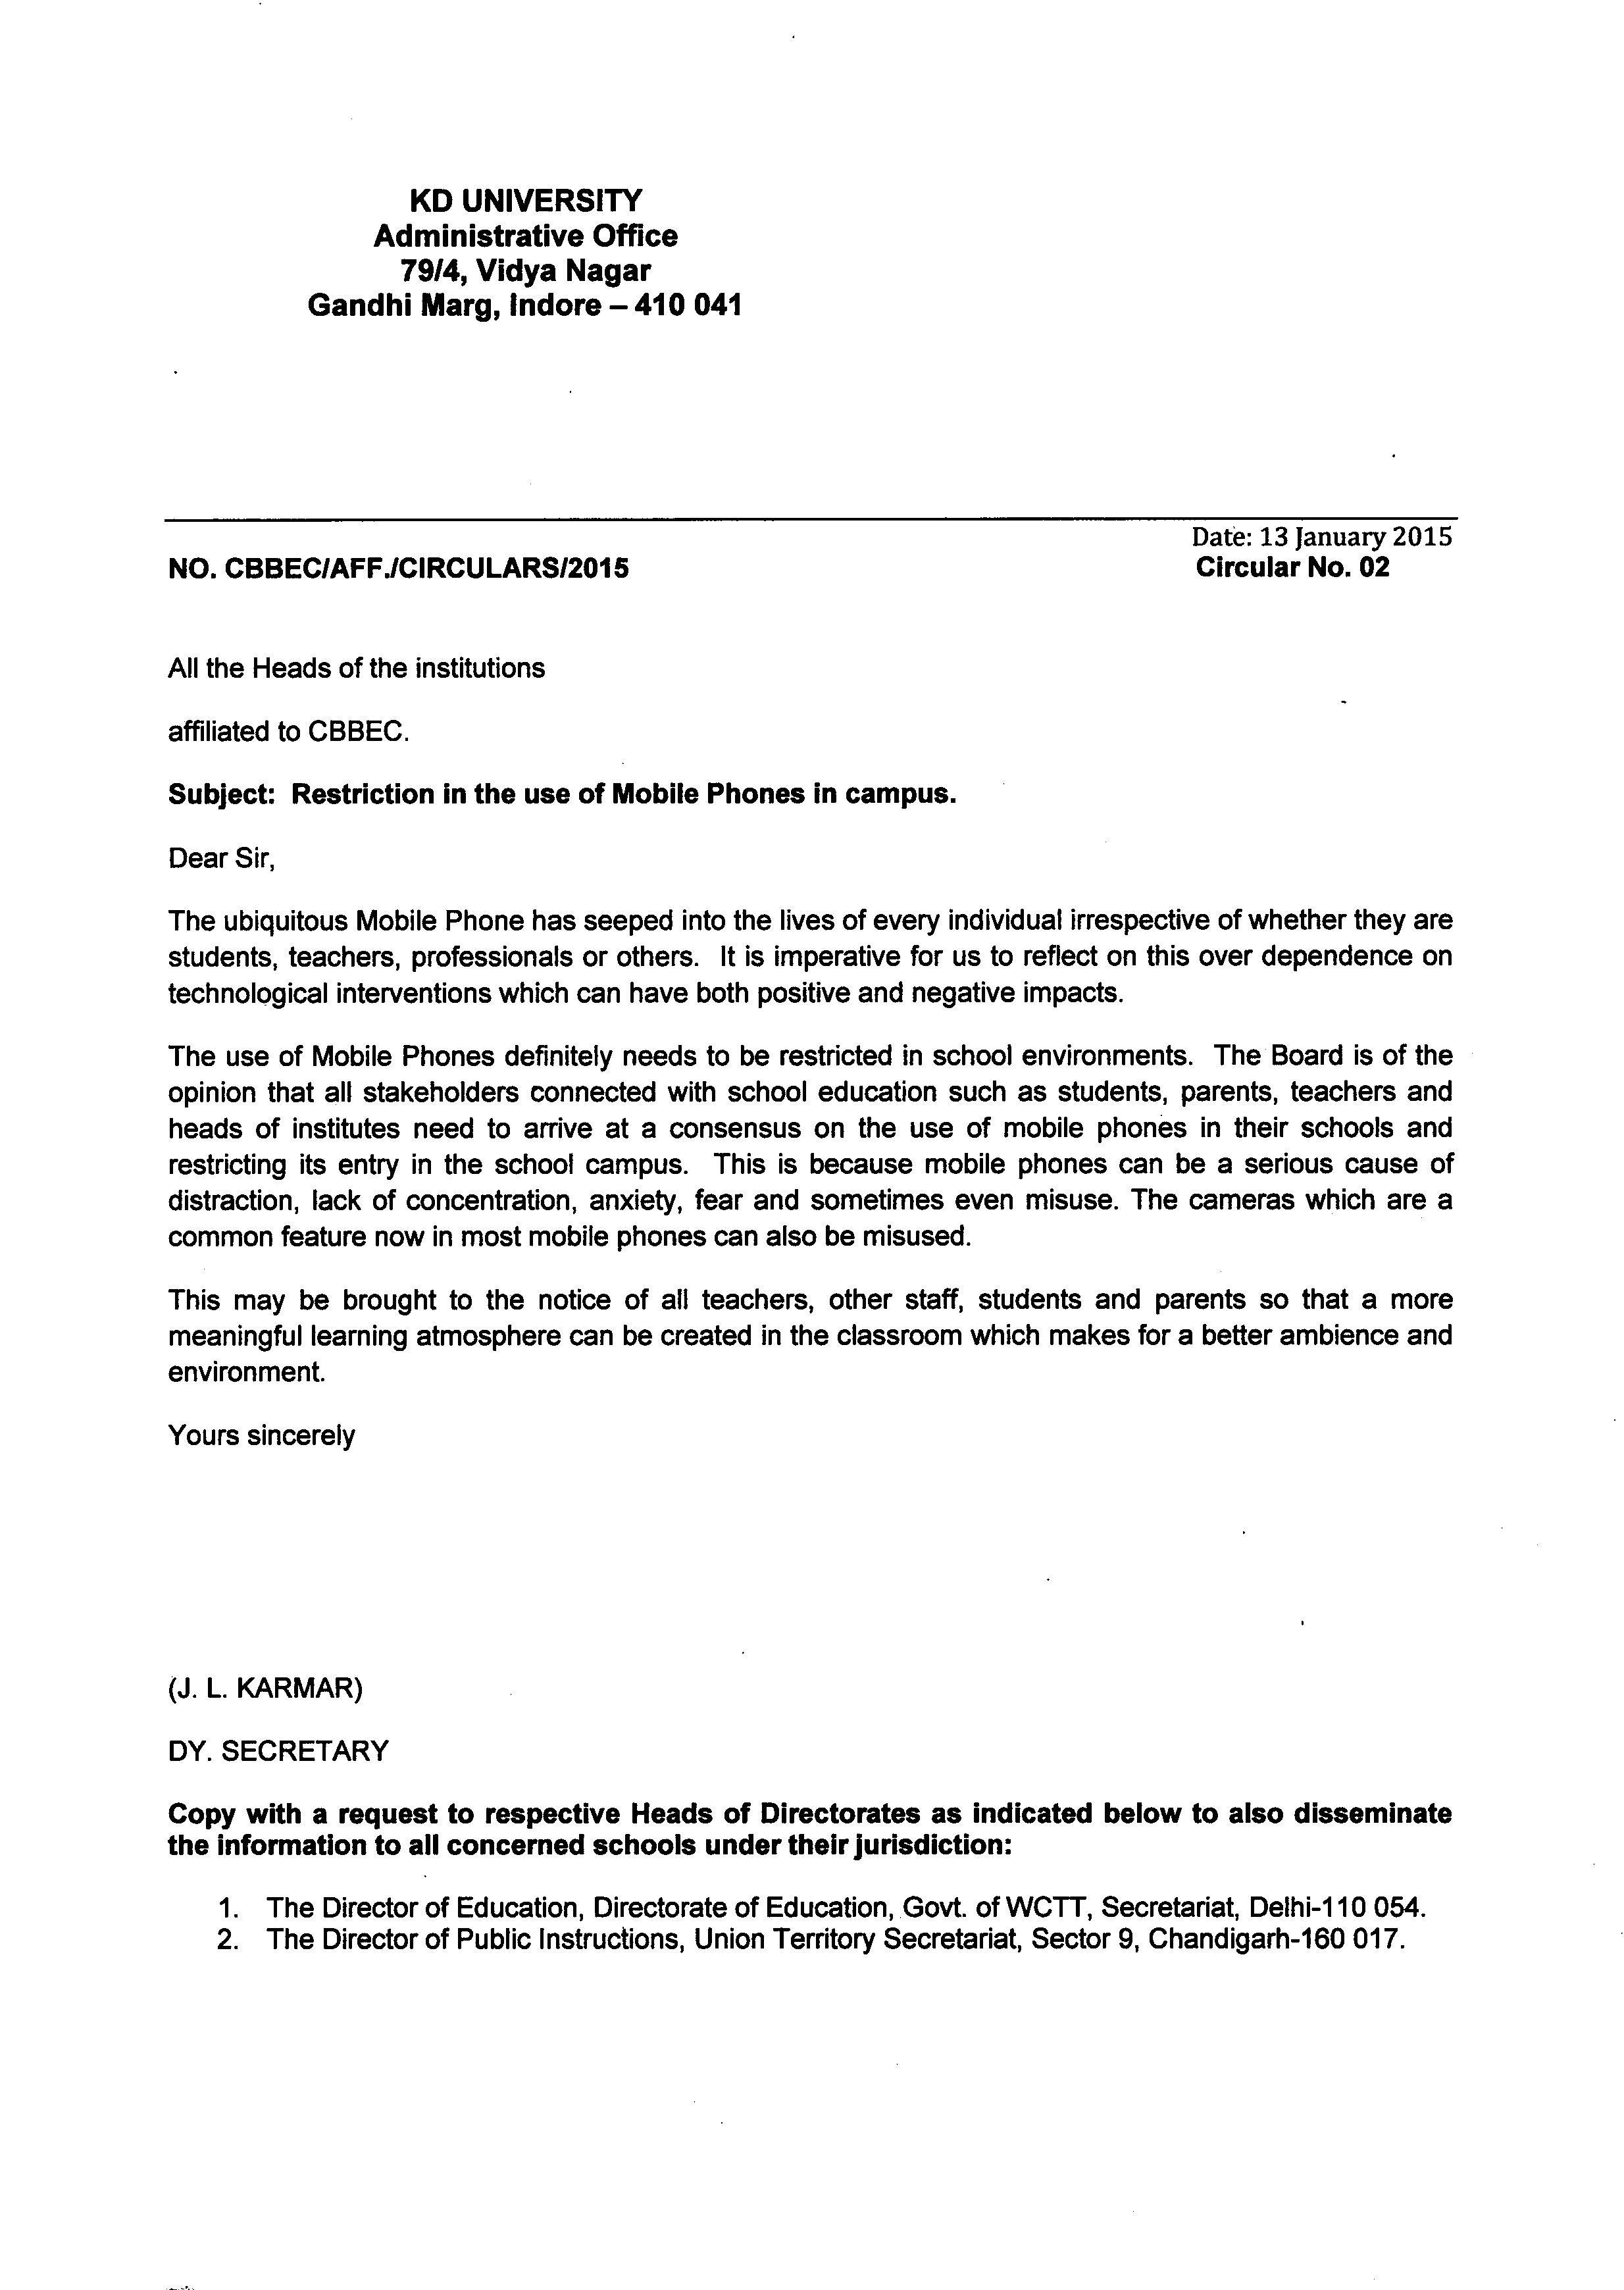 KD UNIVERSITY
Administrative Office
79/4, Vidya Nagar
Gandhi Marg, Indore – 410 041
Date: 13 January 2015
NO. CBBEC/AFF./CIRCULARS/2015 Circular No. 02
All the Heads of the institutions
affiliated to CBBEC.
Subject: Restriction in the use of Mobile Phones in campus.
Dear Sir,
The ubiquitous Mobile Phone has seeped into the lives of every individual irrespective of whether they are
students, teachers, professionals or others. It is imperative for us to reflect on this over dependence on
technological interventions which can have both positive and negative impacts.
The use of Mobile Phones definitely needs to be restricted in school environments. The Board is of the
opinion that all stakeholders connected with school education such as students, parents, teachers and
heads of institutes need to arrive at a consensus on the use of mobile phones in their schools and
restricting its entry in the school campus. This is because mobile phones can be a serious cause of
distraction, lack of concentration, anxiety, fear and sometimes even misuse. The cameras which are a
common feature now in most mobile phones can also be misused.
This may be brought to the notice of all teachers, other staff, students and parents so that a more
meaningful learning atmosphere can be created in the classroom which makes for a better ambience and
environment.
Yours sincerely
(J. L. KARMAR)
DY. SECRETARY
Copy with a request to respective Heads of Directorates as indicated below to also disseminate
the information to all concerned schools under their jurisdiction:
1. The Director of Education, Directorate of Education, Govt. of WCTT, Secretariat, Delhi-110 054.
2. The Director of Public Instructions, Union Territory Secretariat, Sector 9, Chandigarh-160 017.